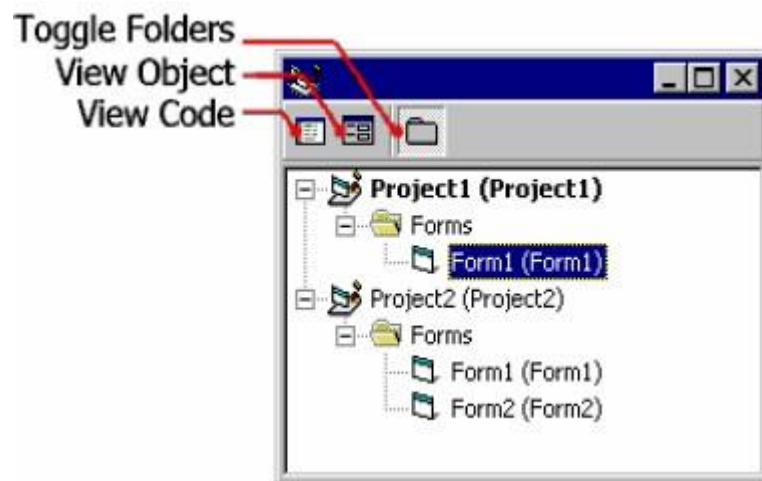 Toggle Folders
View Object
View Code
Project1 (Project1)
Forms
Form1 (Form1)
Project2 (Project2)
Forms
Form1 (Form1)
Form2 (Form2)